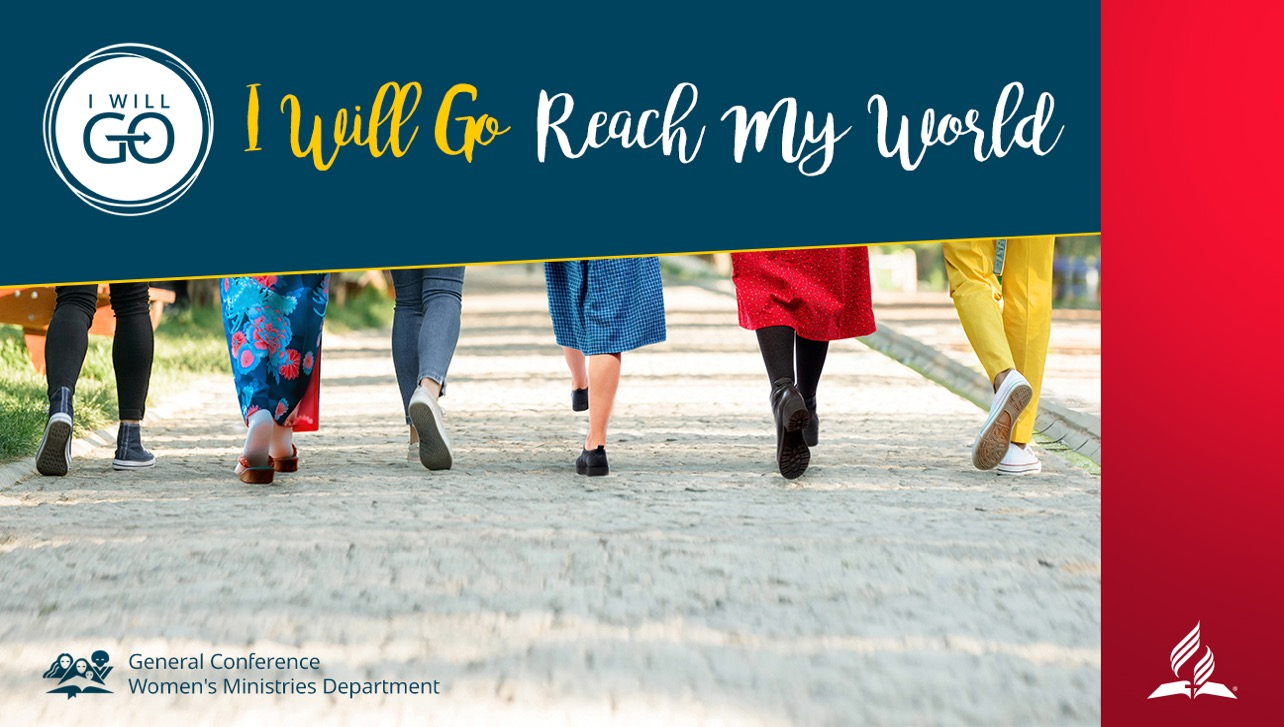 I WILL
GO
I Will Go Reach My World
General Conference
Women's Ministries Department
®